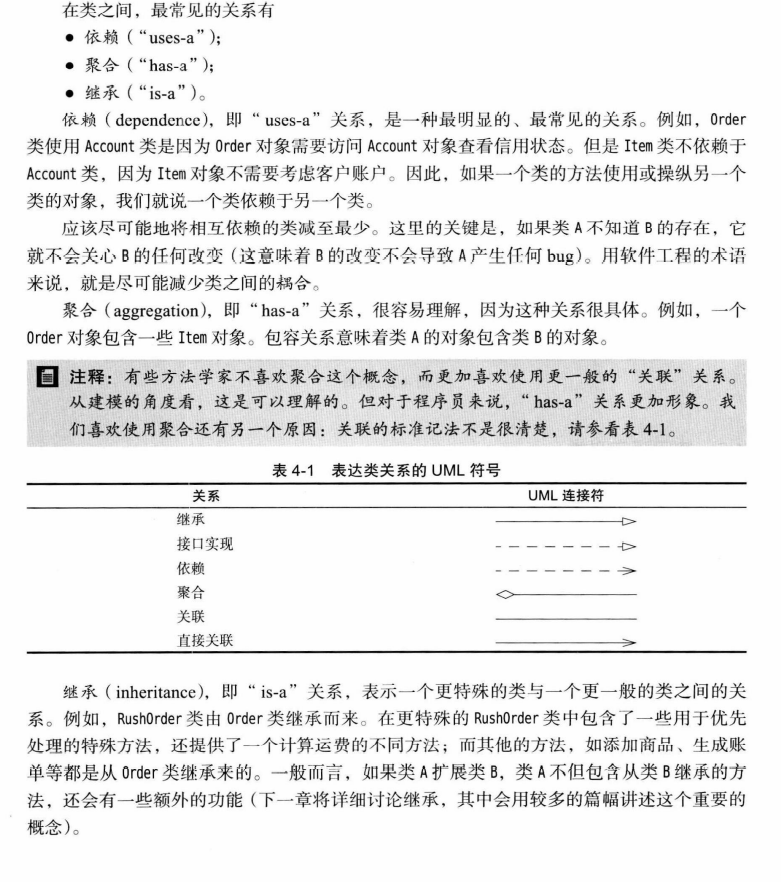 在类之间，最常见的关系有
● 依赖（“uses-a”）；
● 聚合（“has-a”）；
● 继承（“is-a”）。
依赖（dependence），即“uses-a”关系，是一种最明显的、最常见的关系。例如，Order
类使用 Account 类是因为 Order 对象需要访问 Account 对象查看信用状态。但是 Item 类不依赖于
Account 类，因为 Item 对象不需要考虑客户账户。因此，如果一个类的方法使用或操纵另一个
类的对象，我们就说一个类依赖于另一个类。
应该尽可能地将相互依赖的类减至最少。这里的关键是，如果类 A 不知道 B 的存在，它
就不会关心 B 的任何改变（这意味着 B 的改变不会导致 A 产生任何 bug）。用软件工程的术语
来说，就是尽可能减少类之间的耦合。
聚合（aggregation），即“has-a”关系，很容易理解，因为这种关系很具体。例如，一个
Order 对象包含一些 Item 对象。包容关系意味着类 A 的对象包含类 B 的对象。
注释：有些方法学家不喜欢聚合这个概念，而更加喜欢使用更一般的“关联”关系。
从建模的角度看，这是可以理解的。但对于程序员来说，“has-a”关系更加形象。我
们喜欢使用聚合还有另一个原因：关联的标准记法不是很清楚，请参看表 4-1。
表 4-1 表达类关系的 UML 符号
关系 UML 连接符
继承
接口实现
依赖
聚合
关联
直接关联
继承（inheritance），即“is-a”关系，表示一个更特殊的类与一个更一般的类之间的关
系。例如，RushOrder 类由 Order 类继承而来。在更特殊的 RushOrder 类中包含了一些用于优先
处理的特殊方法，还提供了一个计算运费的不同方法；而其他的方法，如添加商品、生成账
单等都是从 Order 类继承来的。一般而言，如果类 A 扩展类 B，类 A 不但包含从类 B 继承的方
法，还会有一些额外的功能（下一章将详细讨论继承，其中会用较多的篇幅讲述这个重要的
概念）。